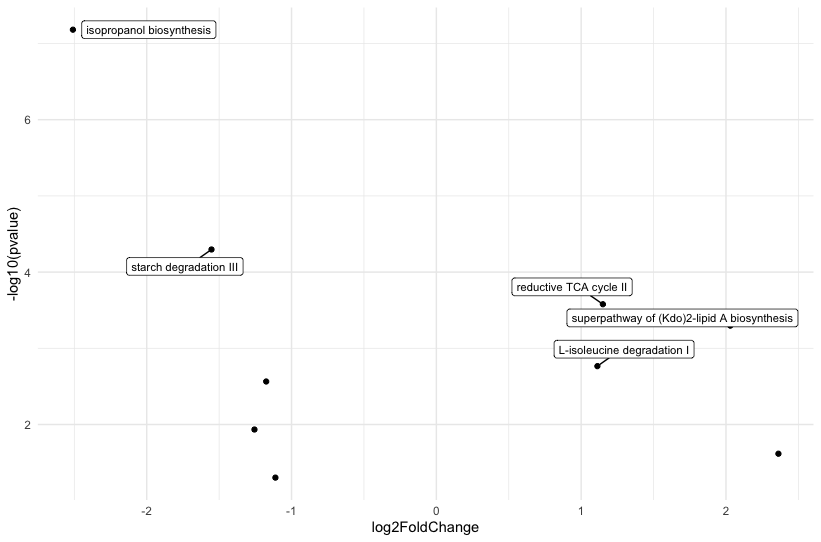 isopropanol biosynthesis
6
starch degradation III
4
reductive TCA cycle II
superpathway of (Kdo)2-lipid A biosynthesis
L-isoleucine degradation I
2
-log10(pvalue)
-2
-1
0
1
2
log2FoldChange